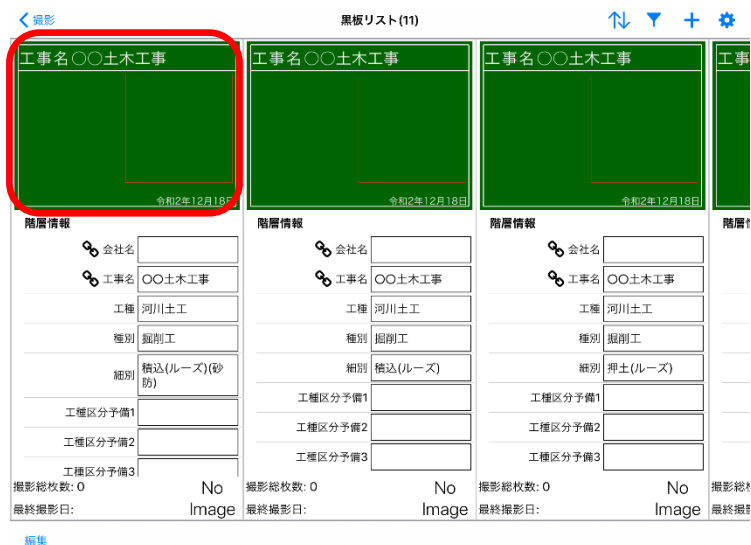 撮影
黒板リスト(11)
工事名○○土木工事
令和2年12月18日
階層情報
会社名
工事名 ○○土木工事
工種 河川土工
種別 掘削工
細別 積込(ルーズ)(砂
防)
工種区分予備1
工種区分予備2
工種区分予備3
撮影総枚数: 0
最終撮影日:
No
Image
工事名○○土木工事
令和2年12月18日
階層情報
会社名
工事名 ○○土木工事
工種 河川土工
種別 掘削工
細別 積込(ルーズ)
工種区分予備1
工種区分予備2
工種区分予備3
撮影総枚数: 0
最終撮影日:
No
Image
工事名○○土木工事
令和2年12月18日
階層情報
会社名
工事名 ○○土木工事
工種 河川土工
種別 掘削工
細別 押土(ルーズ)
工種区分予備1
工種区分予備2
工種区分予備3
撮影総枚数: 0
最終撮影日:
No
Image
工事
階層
撮影総
最終撮
編集